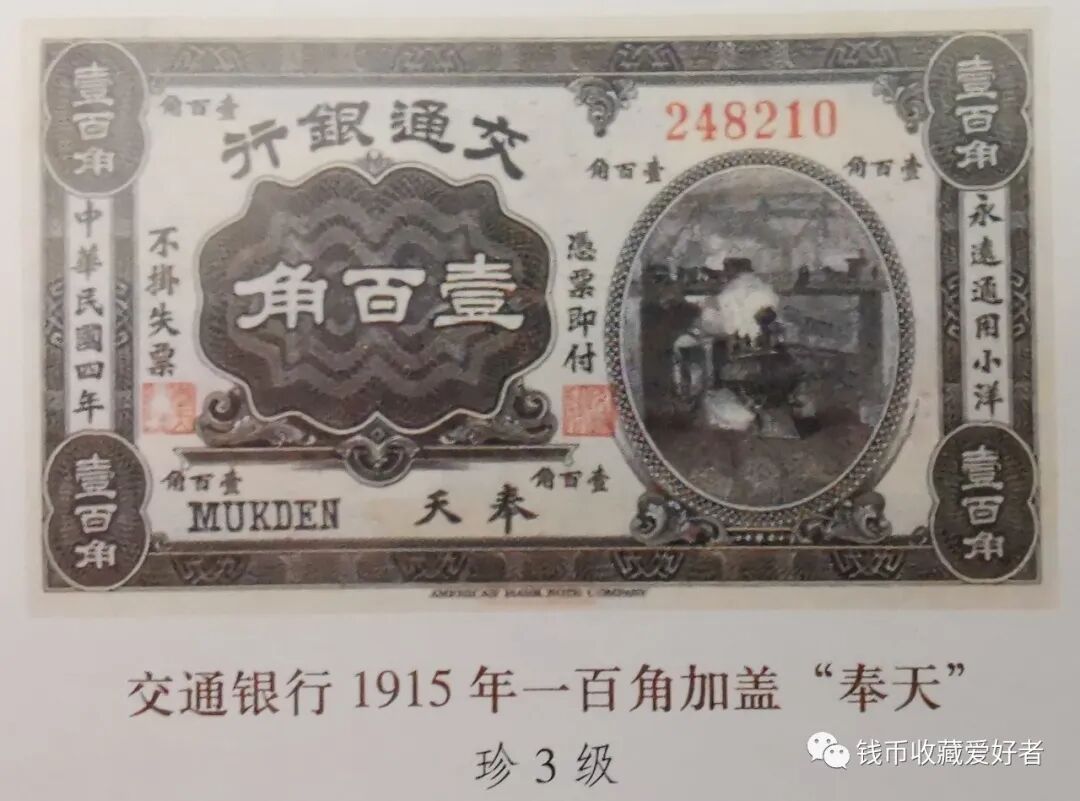 壹百角
角百壹
行銀通交
248210
壹百角
角百壹
角百壹
中華民國四年
不掛失票
角百壹
憑票即付
永遠通用小洋
壹百角
角百壹
MUKDEN
天奉
角百壹
壹百角
AMERICAN BANK NOTE COMPANY
交通银行 1915 年一百角加盖“奉天”
珍 3 级
钱币收藏爱好者